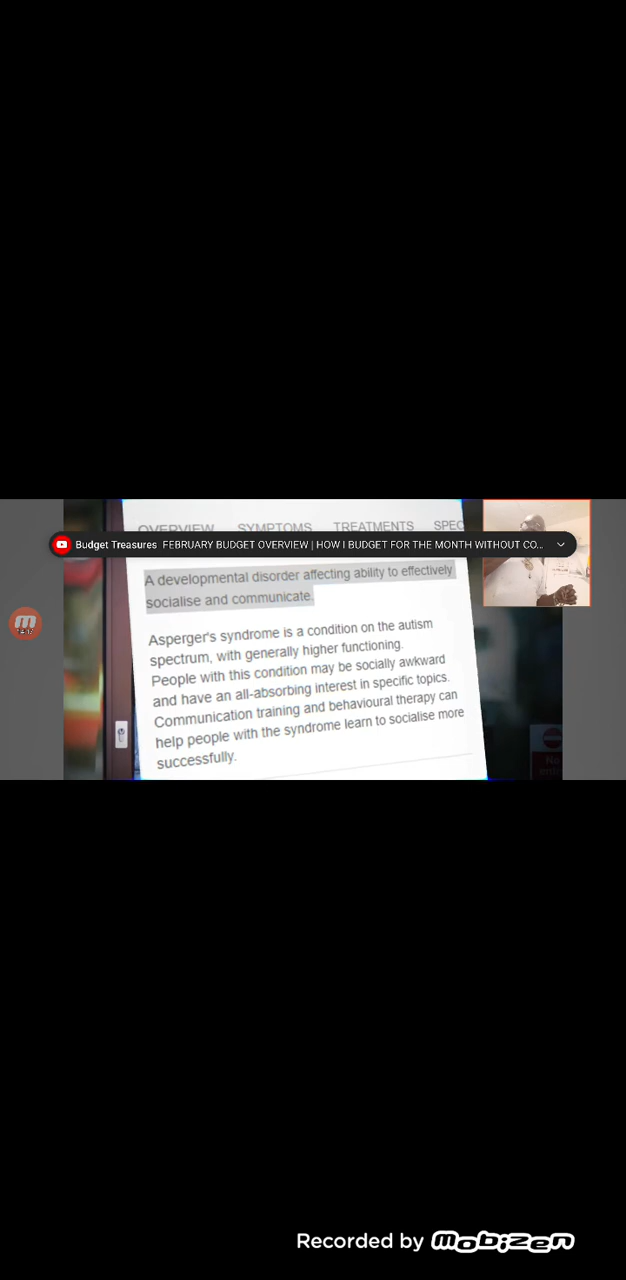 OVERVIEW SYMPTOMS TREATMENTS SPEC
Budget Treasures FEBRUARY BUDGET OVERVIEW | HOW I BUDGET FOR THE MONTH WITHOUT CO...
A developmental disorder affecting ability to effectively
socialise and communicate.
Asperger's syndrome is a condition on the autism
spectrum, with generally higher functioning.
People with this condition may be socially awkward
and have an all-absorbing interest in specific topics.
Communication training and behavioural therapy can
help people with the syndrome learn to socialise more
successfully.
No
Recorded by mobizen